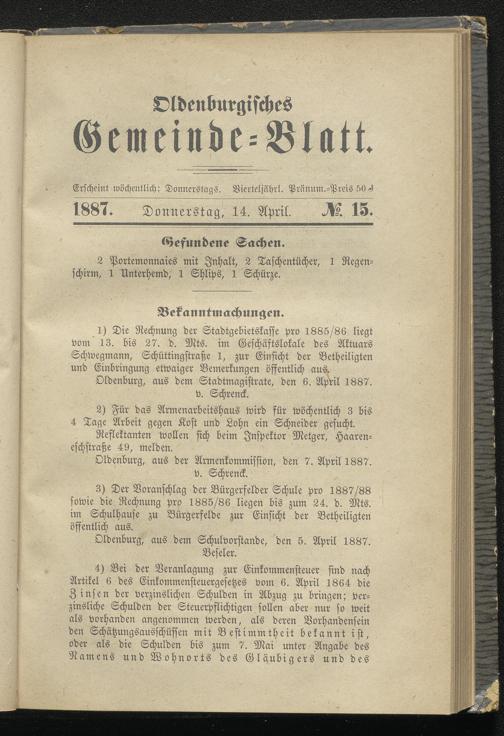 Oldenburgisches
Gemeinde=Blatt.
Erscheint wöchentlich: Donnerstags. Vierteljährl. Pränum.=Preis 50 ₰
1887. Donnerstag, 14. April. № 15.
Gefundene Sachen.
2 Portemonnaies mit Inhalt, 2 Taschentücher, 1 Regen=
schirm, 1 Unterhemd, 1 Shlips, 1 Schürze.
Bekanntmachungen.
1) Die Rechnung der Stadtgebietskasse pro 1885/86 liegt
vom 13. bis 27. d. Mts. im Geschäftslokale des Aktuars
Schwegmann, Schüttingstraße 1, zur Einsicht der Betheiligten
und Einbringung etwaiger Bemerkungen öffentlich aus.
Oldenburg, aus dem Stadtmagistrate, den 6. April 1887.
v. Schrenck.
2) Für das Armenarbeitshaus wird für wöchentlich 3 bis
4 Tage Arbeit gegen Kost und Lohn ein Schneider gesucht.
Reflektanten wollen sich beim Inspektor Metger, Haaren=
eschstraße 49, melden.
Oldenburg, aus der Armenkommission, den 7. April 1887.
v. Schrenck.
3) Der Voranschlag der Bürgerfelder Schule pro 1887/88
sowie die Rechnung pro 1885/86 liegen bis zum 24. d. Mts.
im Schulhause zu Bürgerfelde zur Einsicht der Betheiligten
öffentlich aus.
Oldenburg, aus dem Schulvorstande, den 5. April 1887.
Beseler.
4) Bei der Veranlagung zur Einkommensteuer sind nach
Artikel 6 des Einkommensteuergesetzes vom 6. April 1864 die
Zinsen der verzinslichen Schulden in Abzug zu bringen; ver=
zinsliche Schulden der Steuerpflichtigen sollen aber nur so weit
als vorhanden angenommen werden, als deren Vorhandensein
den Schätzungsausschüssen mit Bestimmtheit bekannt ist,
oder als die Schulden bis zum 7. Mai unter Angabe des
Namens und Wohnorts des Gläubigers und des